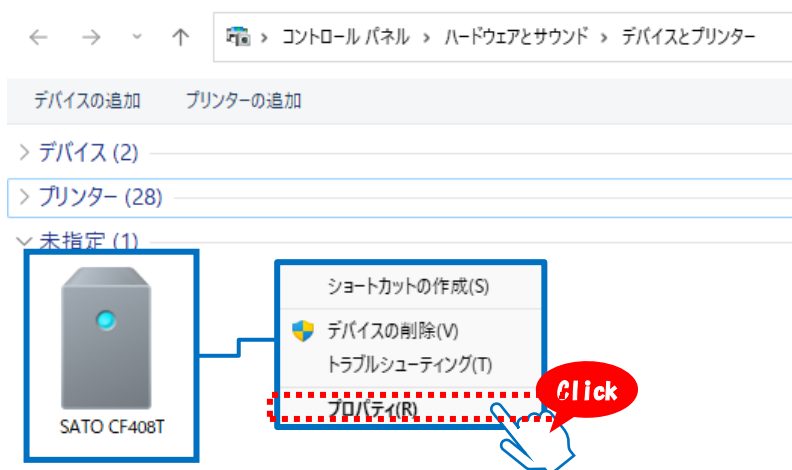 コントロール パネル › ハードウェアとサウンド › デバイスとプリンター
デバイスの追加 プリンターの追加
デバイス (2)
プリンター (28)
未指定 (1)
ショートカットの作成(S)
デバイスの削除(V)
トラブルシューティング(T)
プロパティ(R)
Click
SATO CF408T